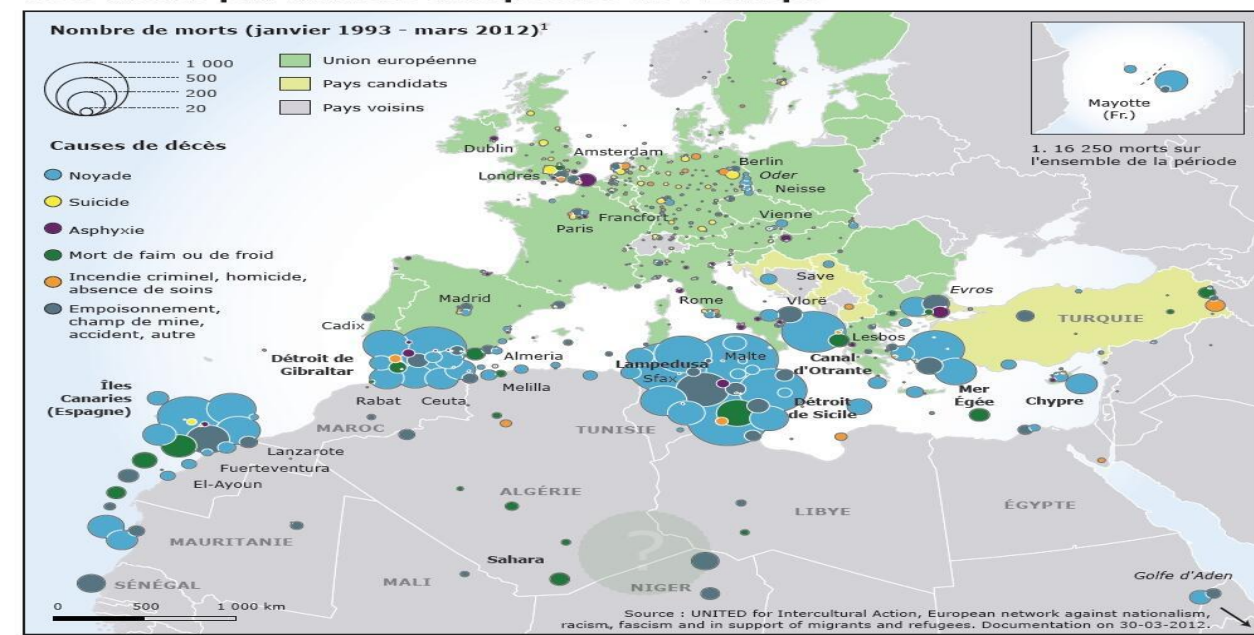 Nombre de morts (janvier 1993 - mars 2012)¹
1 000
500
200
20
Union européenne
Pays candidats
Pays voisins
Causes de décès
Noyade
Suicide
Asphyxie
Mort de faim ou de froid
Incendie criminel, homicide,
absence de soins
Empoisonnement,
champ de mine,
accident, autre
Mayotte
(Fr.)
1. 16 250 morts sur
l'ensemble de la période
Dublin
Amsterdam
Londres
Berlin
Oder
Neisse
Paris
Francfort
Vienne
Save
Madrid
Rome
Vlorë
Evros
TURQUIE
Cadix
Détroit de
Gibraltar
Almeria
Melilla
Lampedusa
Malte
Sfax
Canal
d'Otrante
Lesbos
Îles
Canaries
(Espagne)
Rabat
Ceuta
Détroit
de Sicile
Mer
Égée
Chypre
MAROC
TUNISIE
Lanzarote
Fuerteventura
El-Ayoun
ALGÉRIE
LIBYE
ÉGYPTE
MAURITANIE
?
Sahara
SÉNÉGAL
MALI
NIGER
Golfe d'Aden
0 500 1 000 km
Source : UNITED for Intercultural Action, European network against nationalism,
racism, fascism and in support of migrants and refugees. Documentation on 30-03-2012.